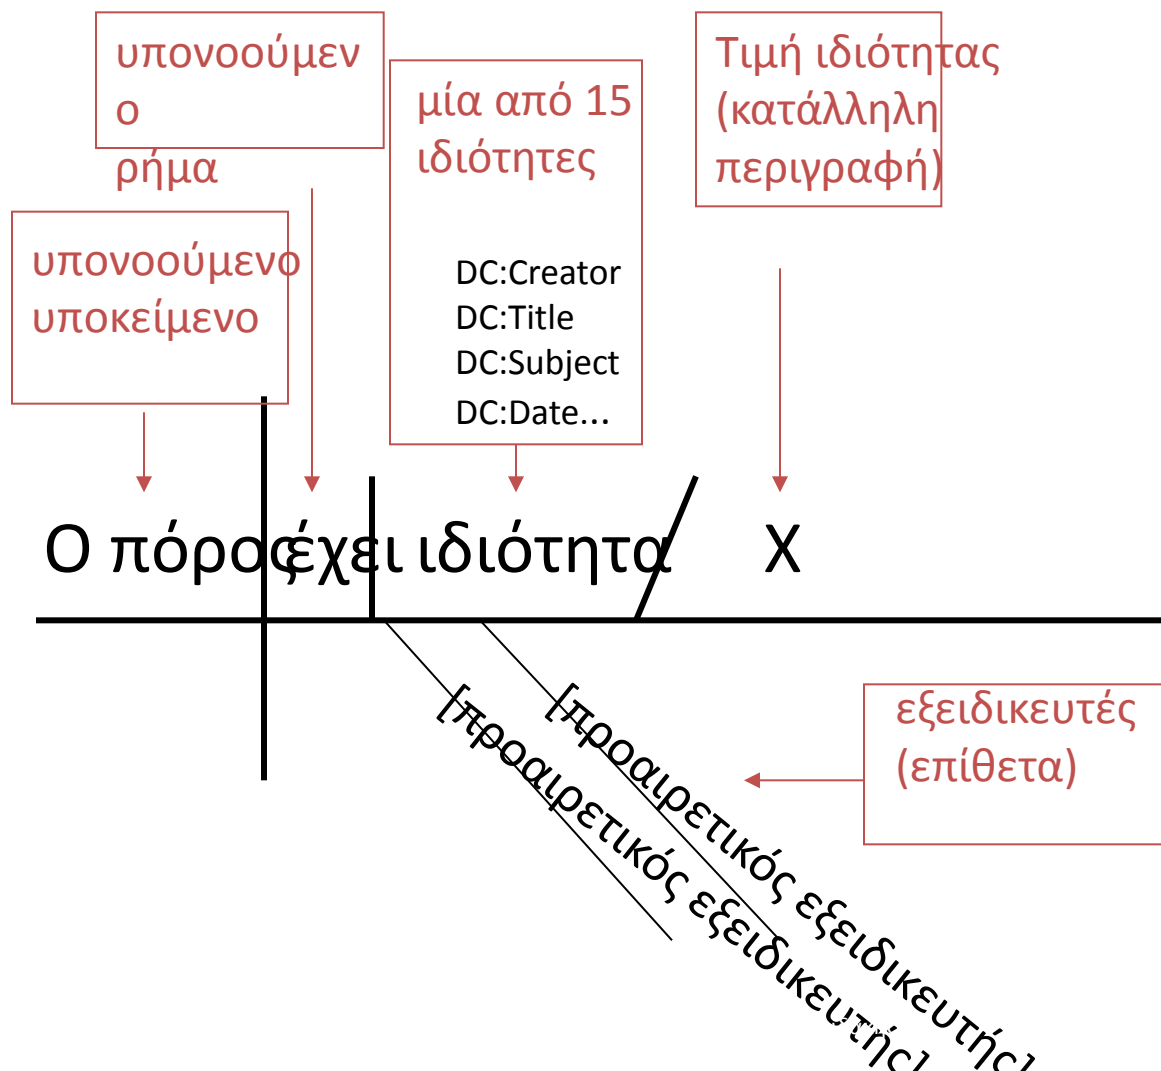 υπονοούμεν
ο
ρήμα
μία από 15
ιδιότητες
DC:Creator
DC:Title
DC:Subject
DC:Date...
Τιμή ιδιότητας
(κατάλληλη
περιγραφή)
υπονοούμενο
υποκείμενο
Ο πόρος έχει ιδιότητα X
[προαιρετικός εξειδικευτής]
[προαιρετικός εξειδικευτής]
εξειδικευτές
(επίθετα)